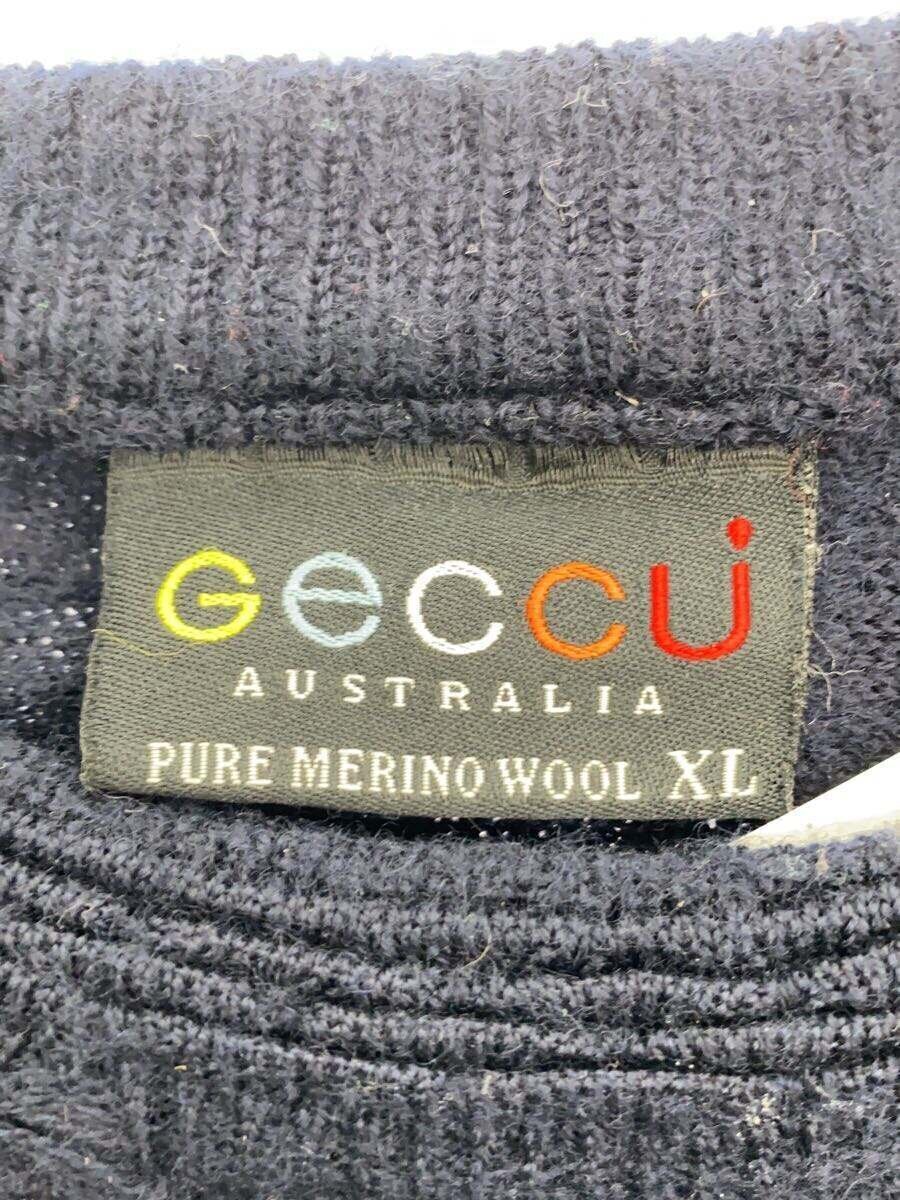 Geccu
AUSTRALIA
PURE MERINO WOOL XL